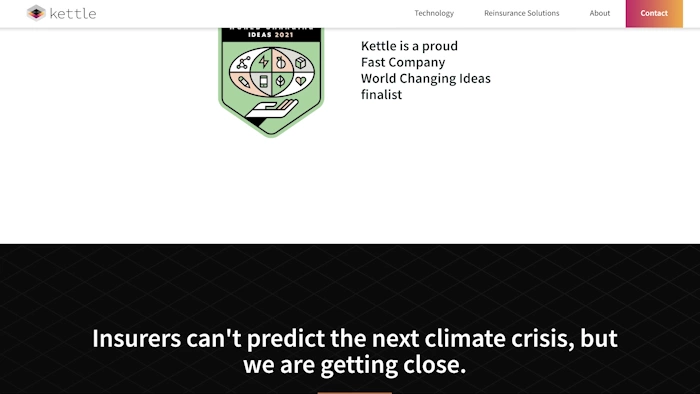 kettle
Technology
Reinsurance Solutions
About
Contact
IDEAS 2021
Kettle is a proud
Fast Company
World Changing Ideas
finalist
Insurers can't predict the next climate crisis, but
we are getting close.